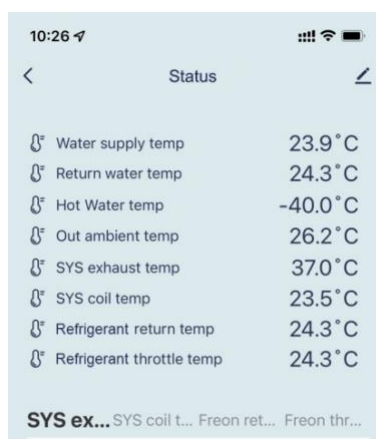 10:26
Status
Water supply temp 23.9°C
Return water temp 24.3°C
Hot Water temp -40.0°C
Out ambient temp 26.2°C
SYS exhaust temp 37.0°C
SYS coil temp 23.5°C
Refrigerant return temp 24.3°C
Refrigerant throttle temp 24.3°C
SYS ex... SYS coil t... Freon ret... Freon thr...